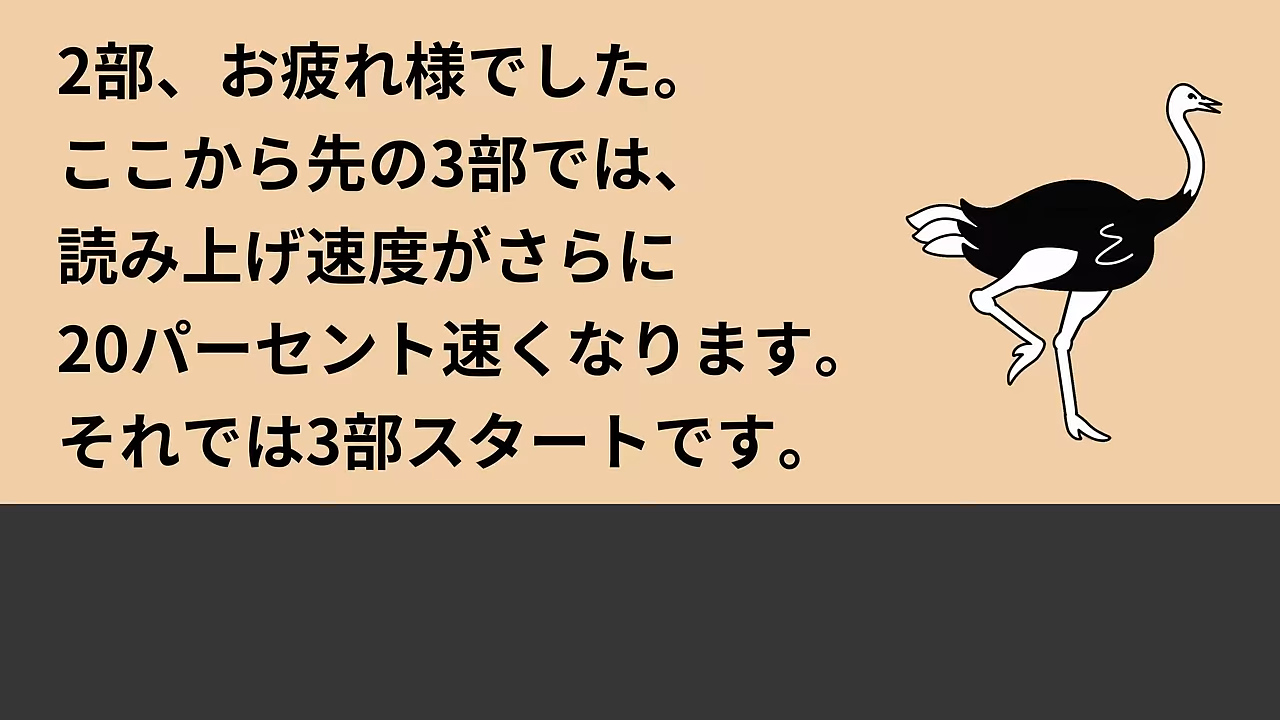 2部、お疲れ様でした。
ここから先の3部では、
読み上げ速度がさらに
20パーセント速くなります。
それでは3部スタートです。